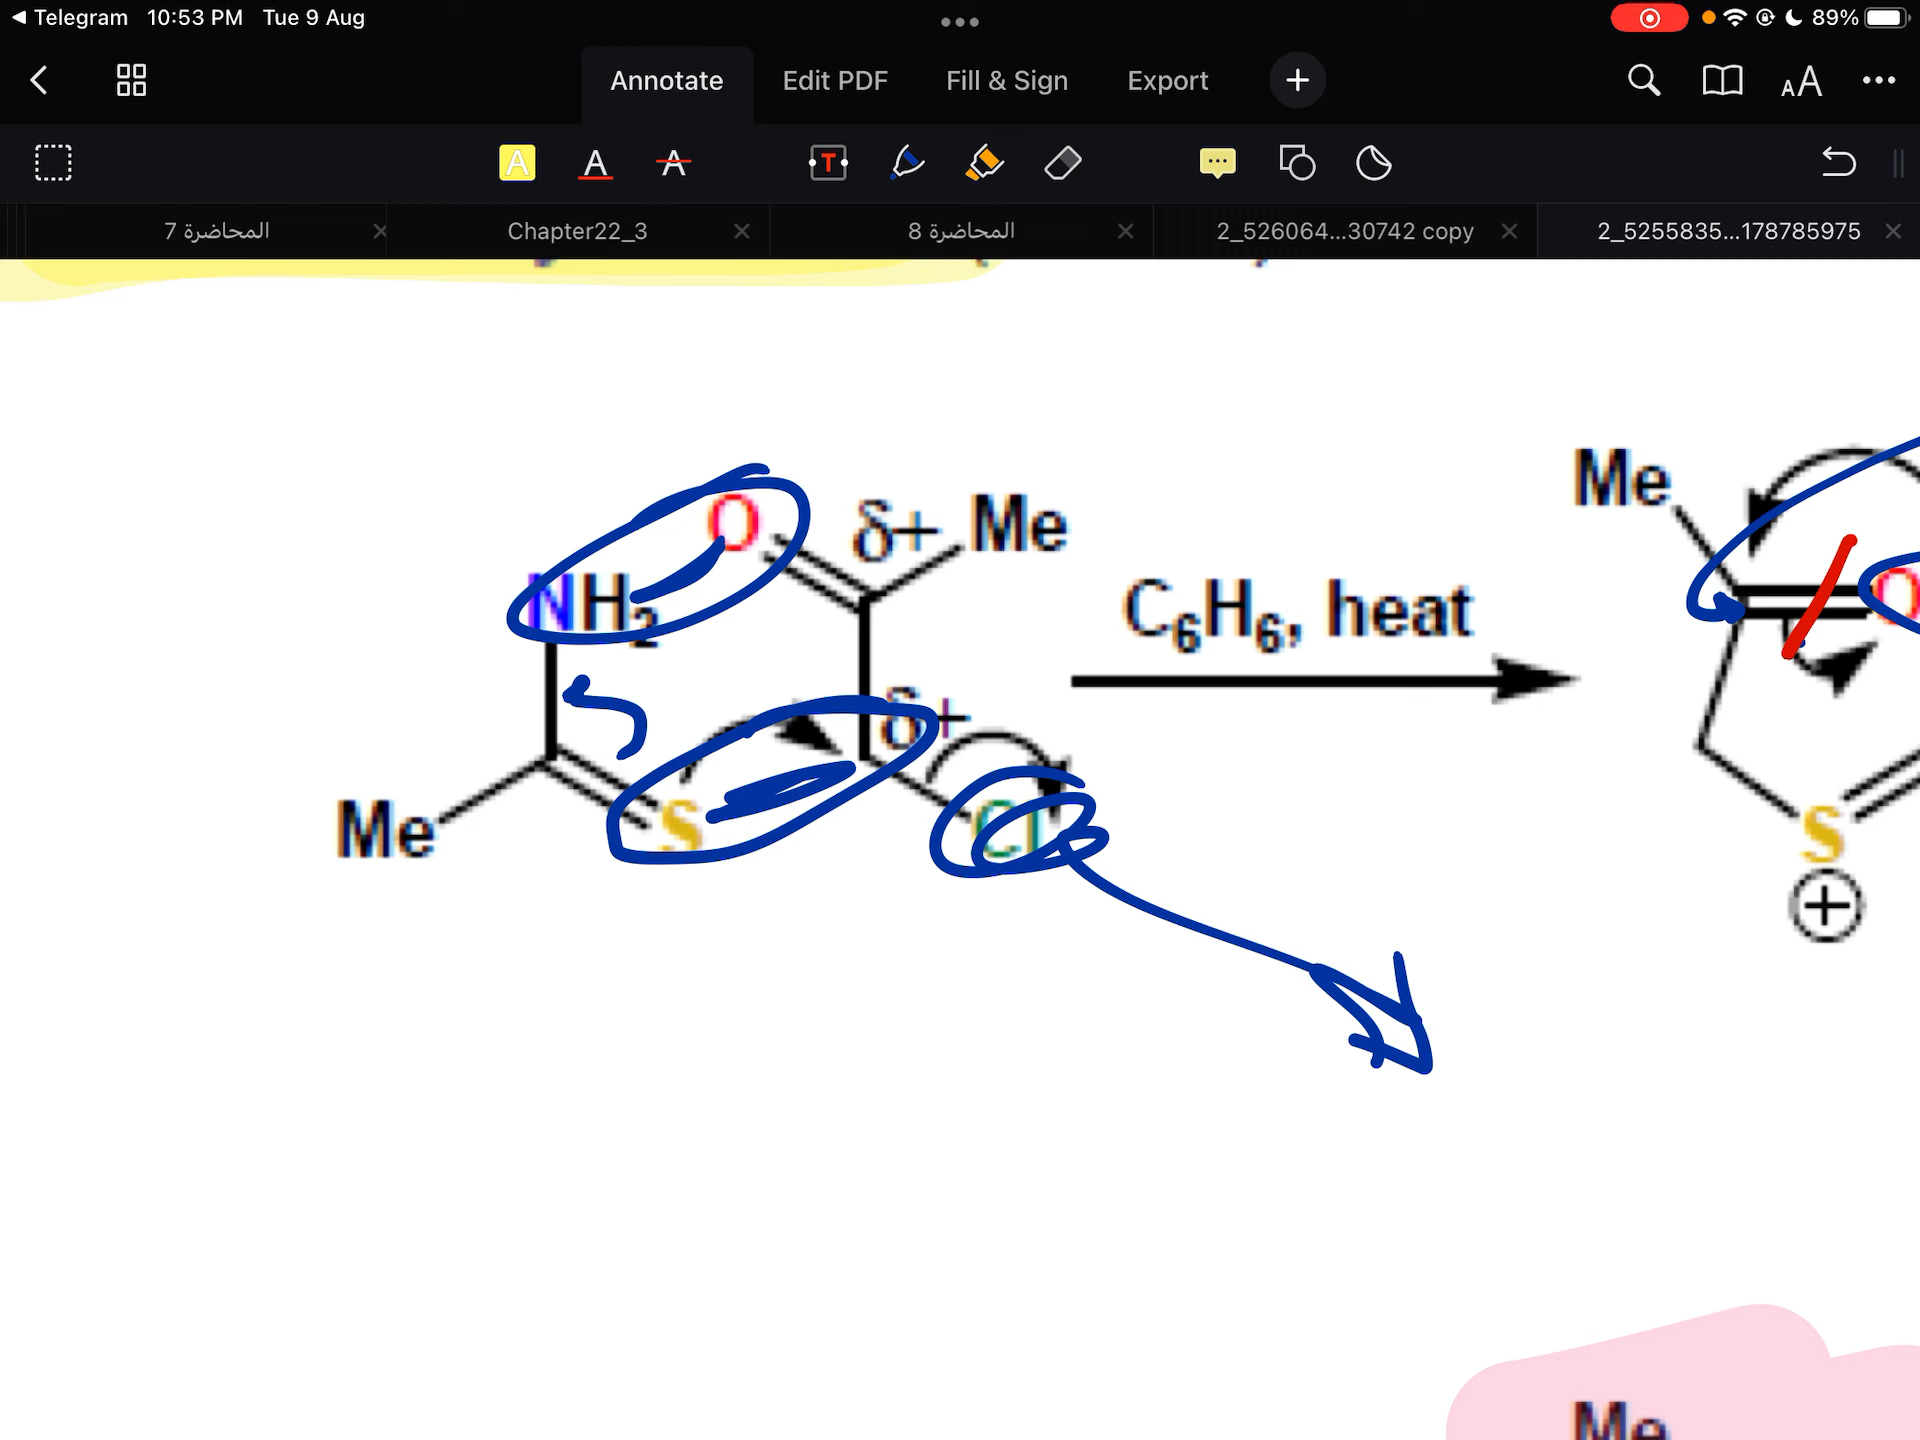 Telegram 10:53 PM Tue 9 Aug 89%
Annotate Edit PDF Fill & Sign Export
المحاضرة 7
Chapter22_3
المحاضرة 8
2_526064...30742 copy
2_5255835...178785975
O δ+ Me
NH2
C6H6, heat
Me
O
δ+
Me S Cl
S
+
Me